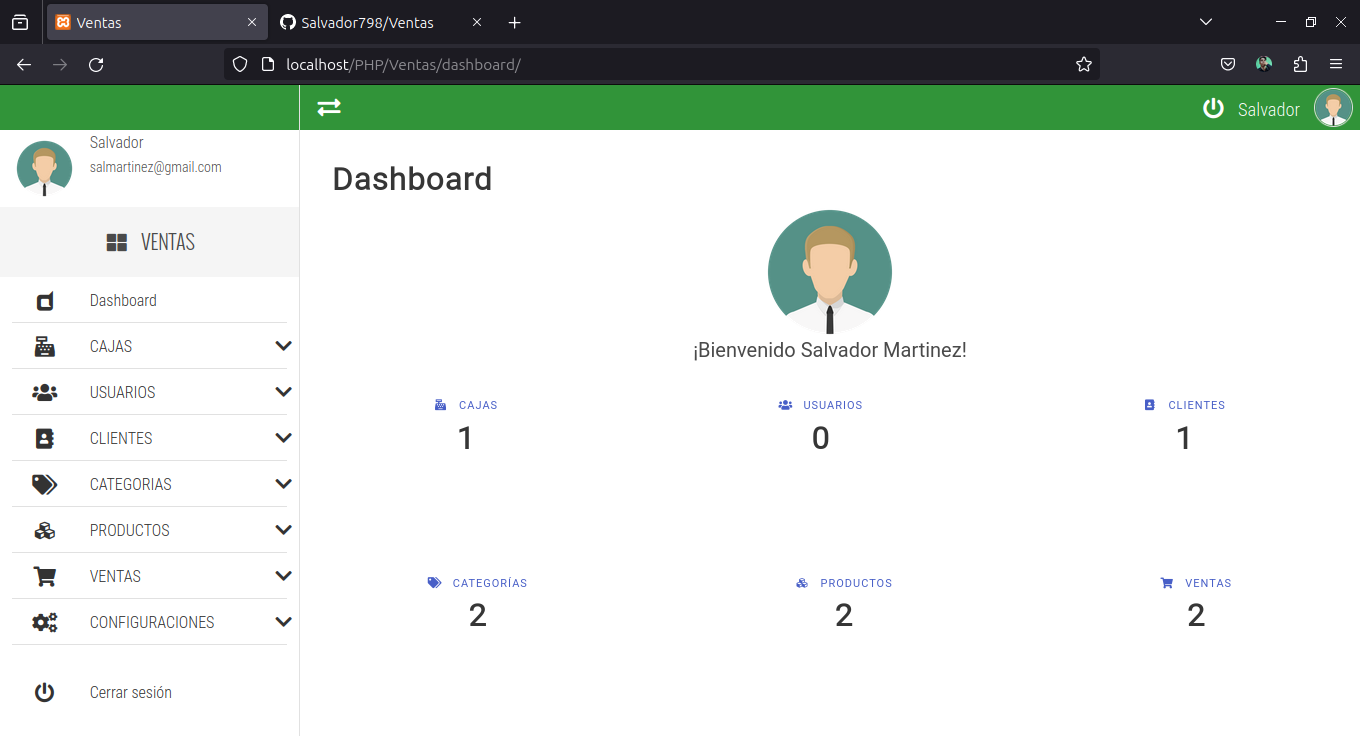 Ventas
Salvador798/Ventas
localhost/PHP/Ventas/dashboard/
Salvador
Salvador
salmartinez@gmail.com
VENTAS
Dashboard
CAJAS
USUARIOS
CLIENTES
CATEGORIAS
PRODUCTOS
VENTAS
CONFIGURACIONES
Cerrar sesión
Dashboard
¡Bienvenido Salvador Martinez!
CAJAS
1
USUARIOS
0
CLIENTES
1
CATEGORÍAS
2
PRODUCTOS
2
VENTAS
2